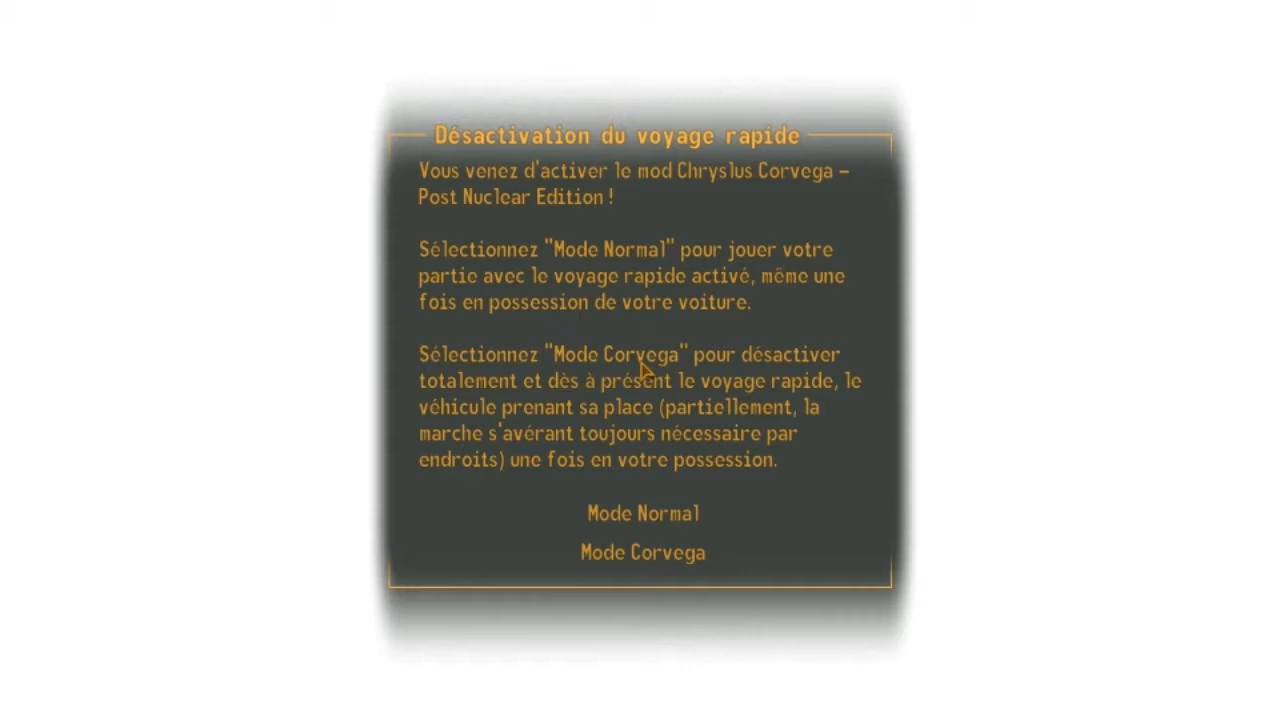 Désactivation du voyage rapide
Vous venez d'activer le mod Chryslus Corvega –
Post Nuclear Edition !
Sélectionnez "Mode Normal" pour jouer votre
partie avec le voyage rapide activé, même une
fois en possession de votre voiture.
Sélectionnez "Mode Corvega" pour désactiver
totalement et dès à présent le voyage rapide, le
véhicule prenant sa place (partiellement, la
marche s'avérant toujours nécessaire par
endroits) une fois en votre possession.
Mode Normal
Mode Corvega